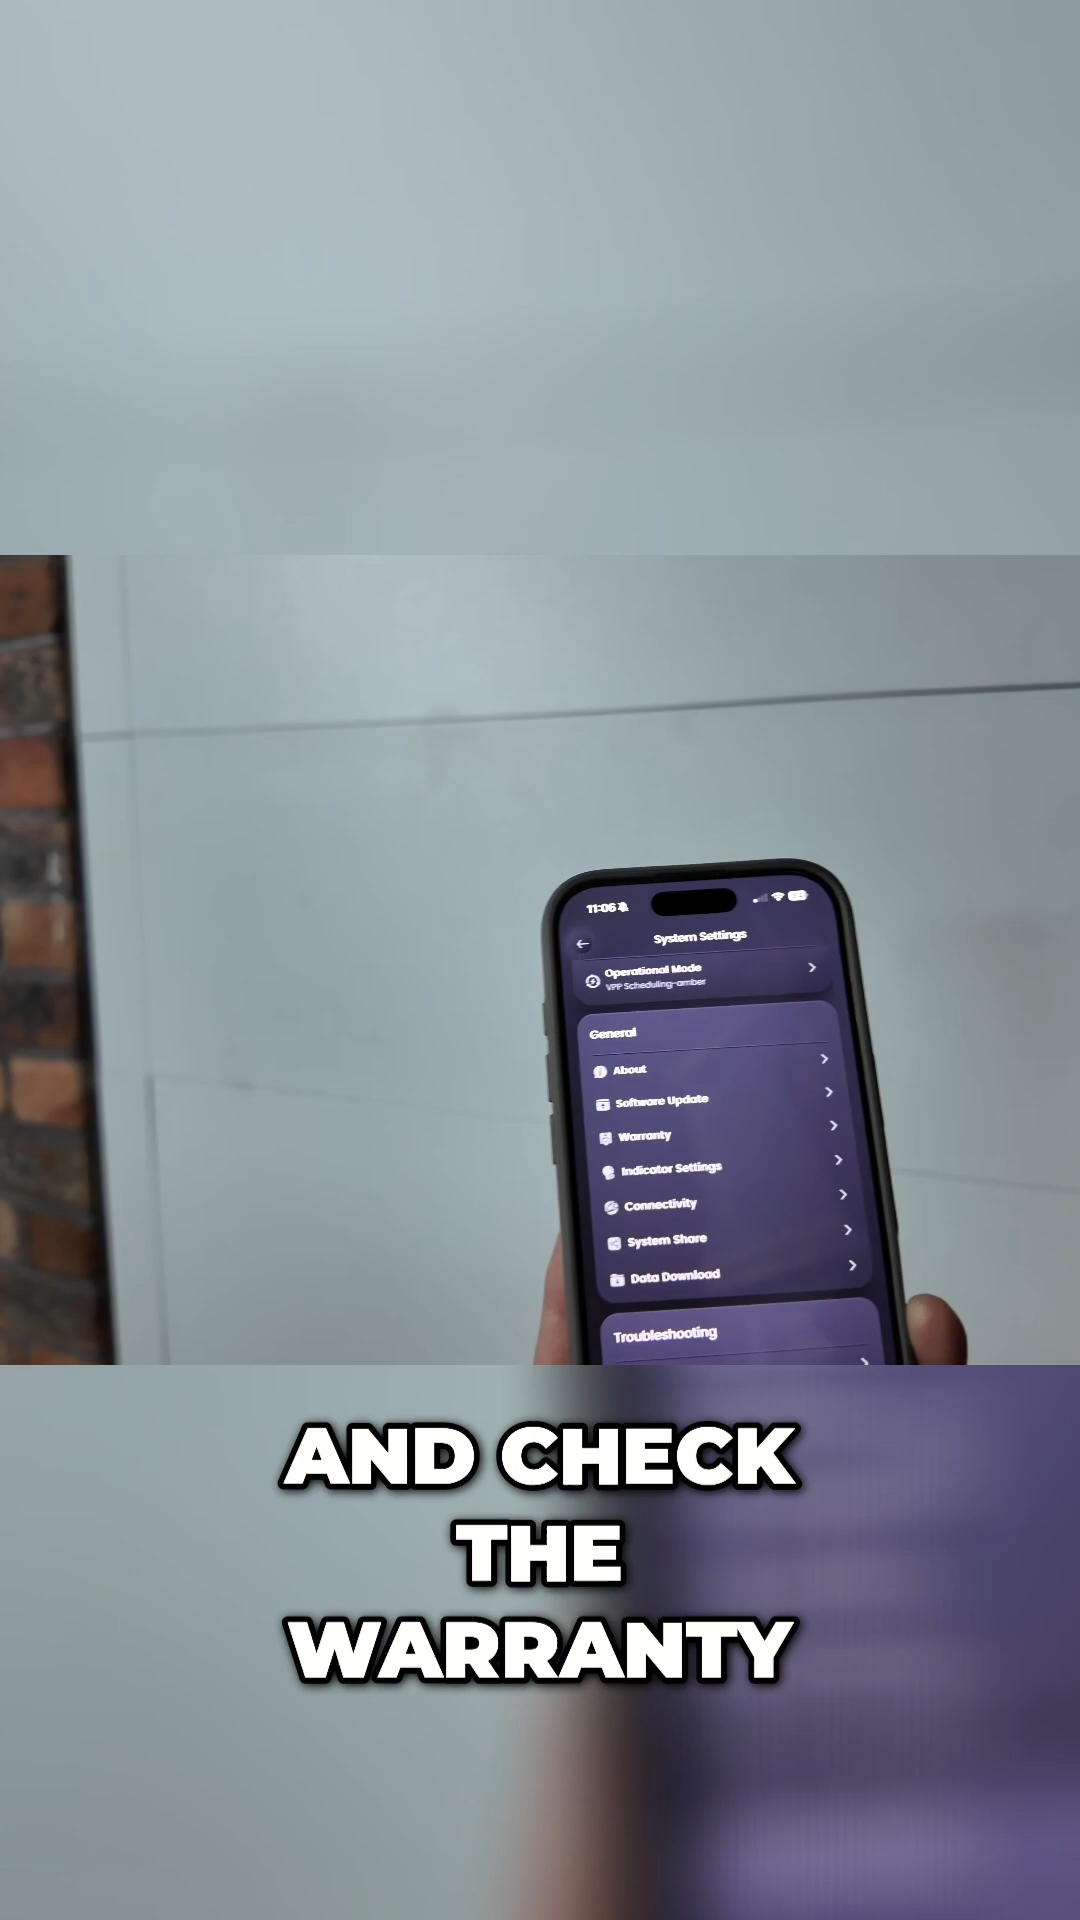 11:06
System Settings
Operational Mode
VPP Scheduling-amber
General
About
Software Update
Warranty
Indicator Settings
Connectivity
System Share
Data Download
Troubleshooting
AND CHECK
THE
WARRANTY